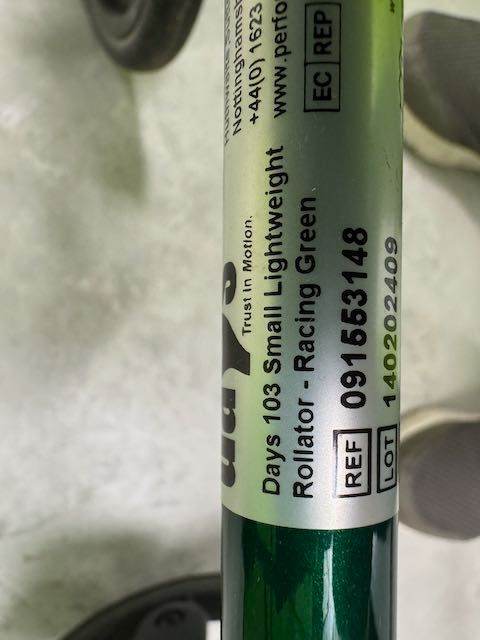 days
Trust in Motion.
Days 103 Small Lightweight
Rollator - Racing Green
REF 091553148
LOT 140202409
+44(0) 1623
www.perfo
EC REP